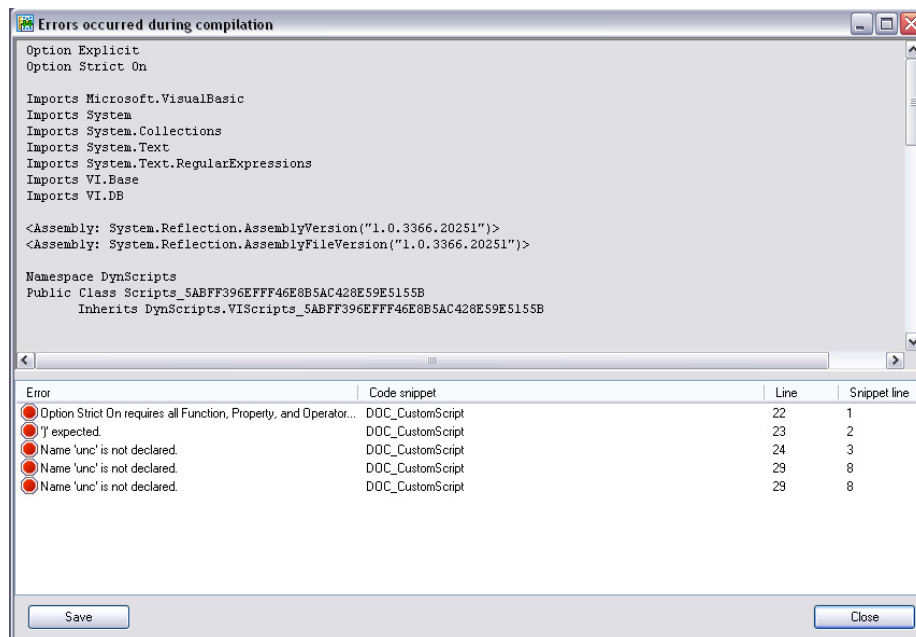 Errors occurred during compilation
Option Explicit
Option Strict On
Imports Microsoft.VisualBasic
Imports System
Imports System.Collections
Imports System.Text
Imports System.Text.RegularExpressions
Imports VI.Base
Imports VI.DB
<Assembly: System.Reflection.AssemblyVersion("1.0.3366.20251")>
<Assembly: System.Reflection.AssemblyFileVersion("1.0.3366.20251")>
Namespace DynScripts
Public Class Scripts_5ABFF396EFFF46E8B5AC428E59E5155B
Inherits DynScripts.VIScripts_5ABFF396EFFF46E8B5AC428E59E5155B
Error Code snippet Line Snippet line
Option Strict On requires all Function, Property, and Operator... DOC_CustomScript 22 1
')' expected. DOC_CustomScript 23 2
Name 'unc' is not declared. DOC_CustomScript 24 3
Name 'unc' is not declared. DOC_CustomScript 29 8
Name 'unc' is not declared. DOC_CustomScript 29 8
Save Close